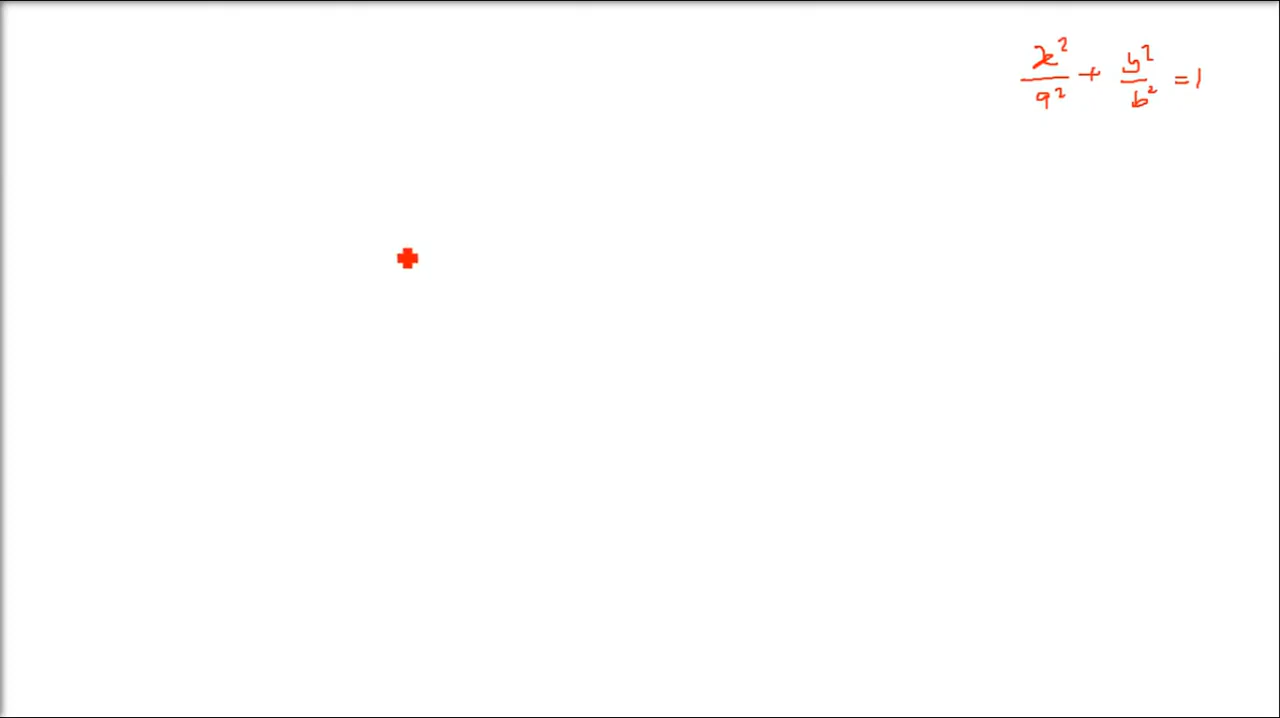 x²/a² + y²/b² = 1